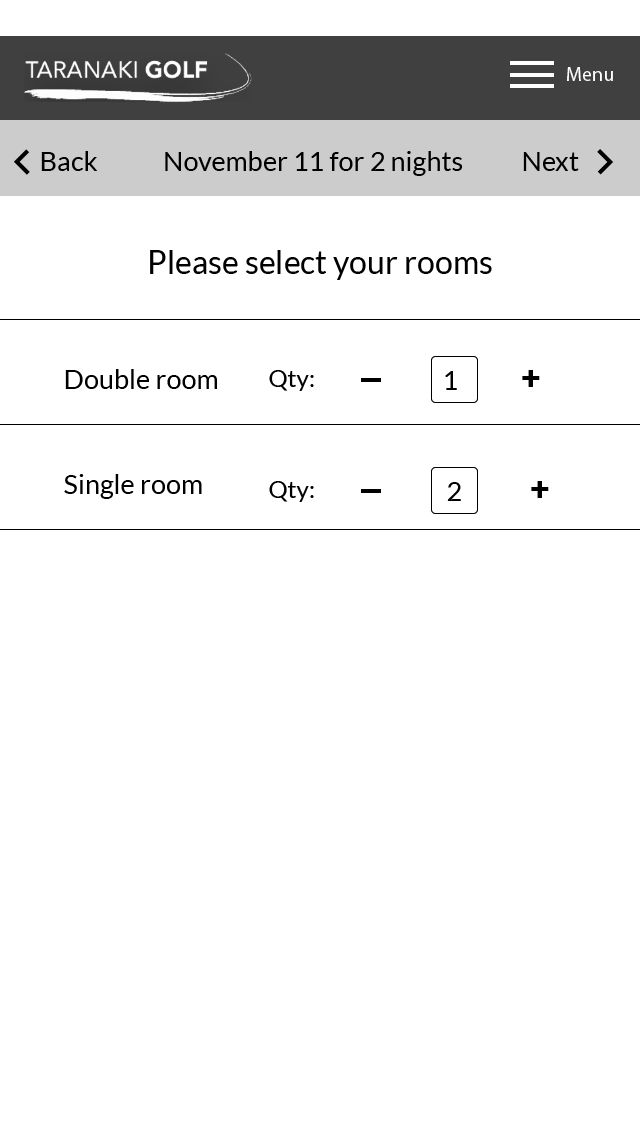 TARANAKI GOLF
Menu
Back November 11 for 2 nights Next
Please select your rooms
Double room Qty: – 1 +
Single room Qty: – 2 +